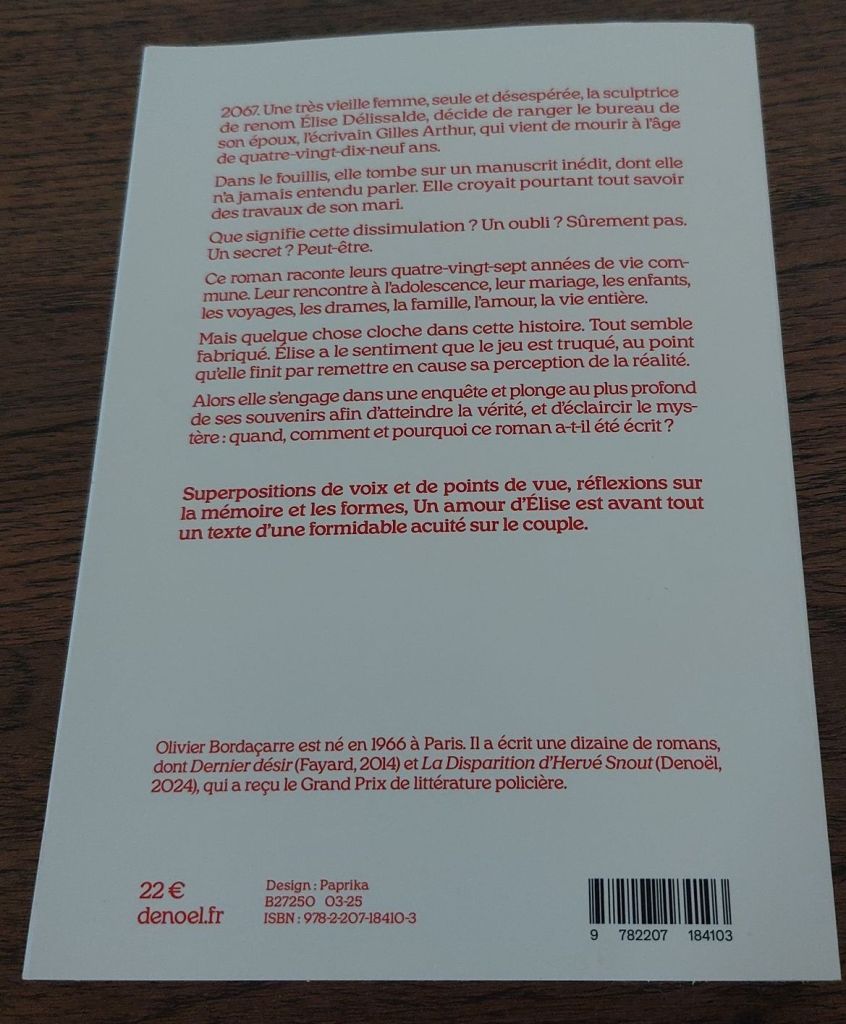 2067. Une très vieille femme, seule et désespérée, la sculptrice
de renom Élise Délissalde, décide de ranger le bureau de
son époux, l'écrivain Gilles Arthur, qui vient de mourir à l'âge
de quatre-vingt-dix-neuf ans.
Dans le fouillis, elle tombe sur un manuscrit inédit, dont elle
n'a jamais entendu parler. Elle croyait pourtant tout savoir
des travaux de son mari.
Que signifie cette dissimulation ? Un oubli ? Sûrement pas.
Un secret ? Peut-être.
Ce roman raconte leurs quatre-vingt-sept années de vie com-
mune. Leur rencontre à l'adolescence, leur mariage, les enfants,
les voyages, les drames, la famille, l'amour, la vie entière.
Mais quelque chose cloche dans cette histoire. Tout semble
fabriqué. Élise a le sentiment que le jeu est truqué, au point
qu'elle finit par remettre en cause sa perception de la réalité.
Alors elle s'engage dans une enquête et plonge au plus profond
de ses souvenirs afin d'atteindre la vérité, et d'éclaircir le mys-
tère : quand, comment et pourquoi ce roman a-t-il été écrit ?
Superpositions de voix et de points de vue, réflexions sur
la mémoire et les formes, Un amour d'Élise est avant tout
un texte d'une formidable acuité sur le couple.
Olivier Bordaçarre est né en 1966 à Paris. Il a écrit une dizaine de romans,
dont Dernier désir (Fayard, 2014) et La Disparition d'Hervé Snout (Denoël,
2024), qui a reçu le Grand Prix de littérature policière.
22 €
denoel.fr
Design : Paprika
B27250 03-25
ISBN : 978-2-207-18410-3
9 782207 184103